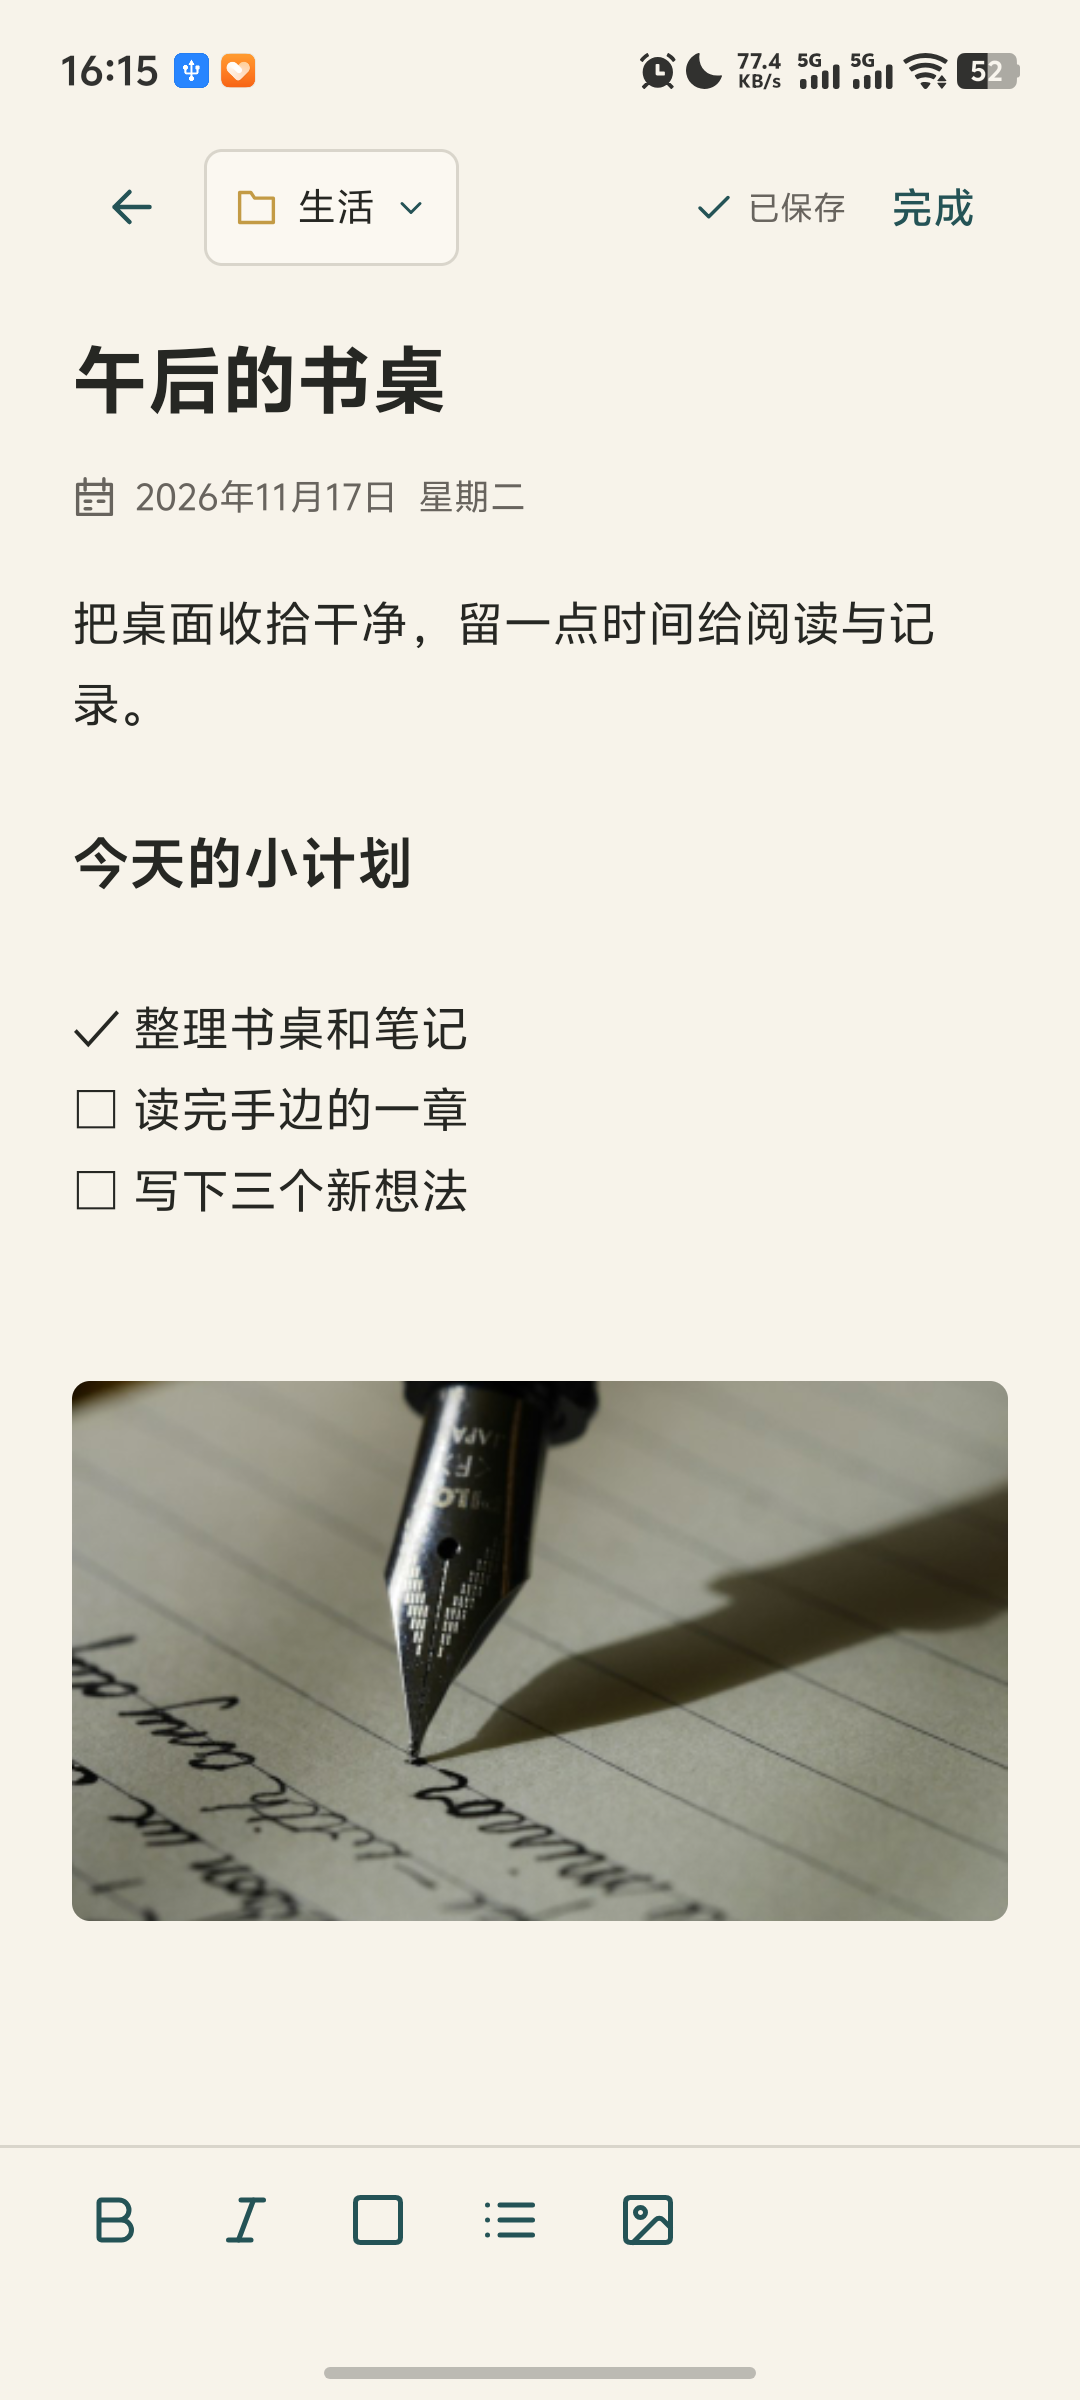 16:15
77.4
KB/s
5G
5G
52
生活
已保存
完成
午后的书桌
2026年11月17日 星期二
把桌面收拾干净，留一点时间给阅读与记
录。
今天的小计划
✓ 整理书桌和笔记
□ 读完手边的一章
□ 写下三个新想法
JAPA
with any